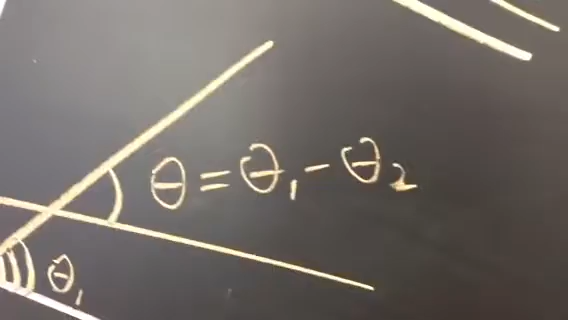 θ = θ₁ - θ₂
θ₁